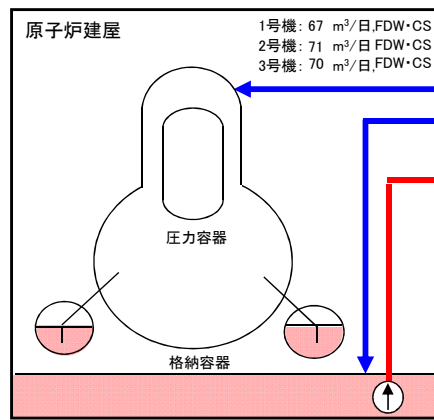 原子炉建屋
1号機: 67 m³/日,FDW・CS
2号機: 71 m³/日,FDW・CS
3号機: 70 m³/日,FDW・CS
圧力容器
格納容器